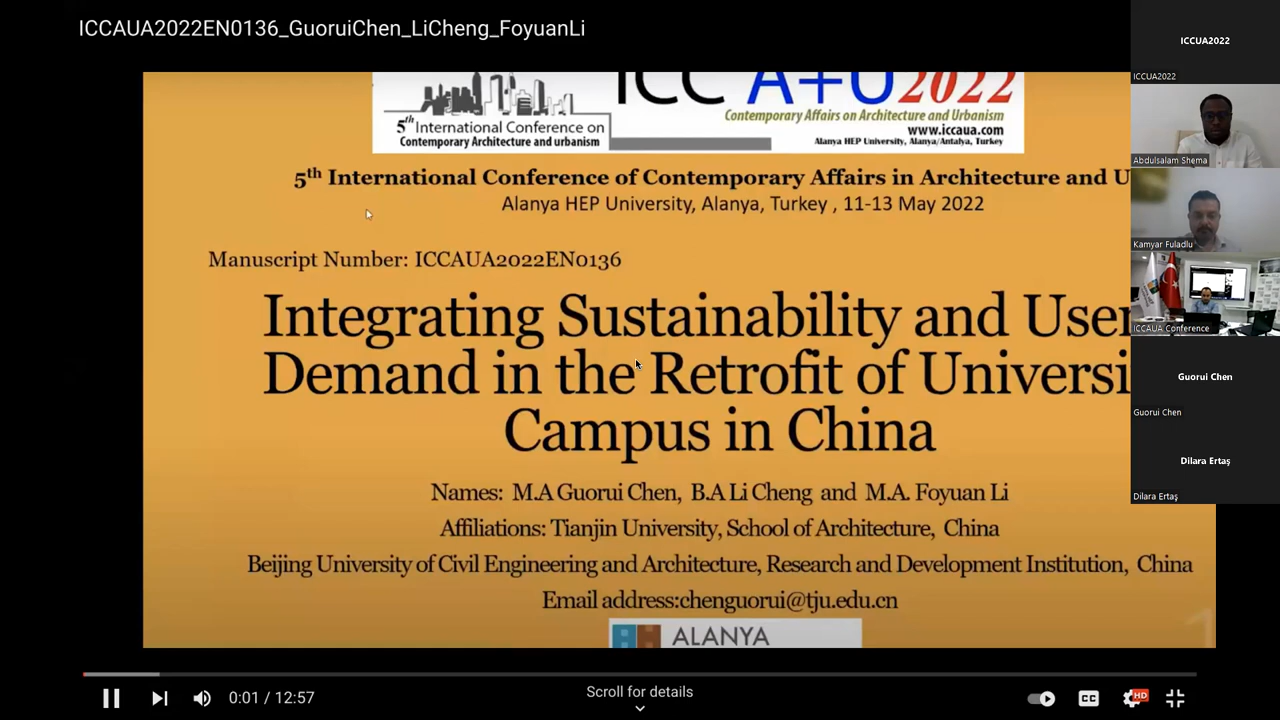 ICCAUA2022EN0136_GuoruiChen_LiCheng_FoyuanLi
ICC A+U 2022
Contemporary Affairs on Architecture and Urbanism
www.iccaua.com
Alanya HEP University, Alanya/Antalya, Turkey
5th International Conference on
Contemporary Architecture and urbanism
5th International Conference of Contemporary Affairs in Architecture and U
Alanya HEP University, Alanya, Turkey , 11-13 May 2022
Manuscript Number: ICCAUA2022EN0136
Integrating Sustainability and User
Demand in the Retrofit of Universi
Campus in China
Names: M.A Guorui Chen, B.A Li Cheng and M.A. Foyuan Li
Affiliations: Tianjin University, School of Architecture, China
Beijing University of Civil Engineering and Architecture, Research and Development Institution, China
Email address:chenguorui@tju.edu.cn
1
ALANYA
ICCUA2022
ICCUA2022
Abdulsalam Shema
Kamyar Fuladlu
ICCAUA Conference
Guorui Chen
Guorui Chen
Dilara Ertaş
Dilara Ertaş
0:01 / 12:57
Scroll for details
CC
HD